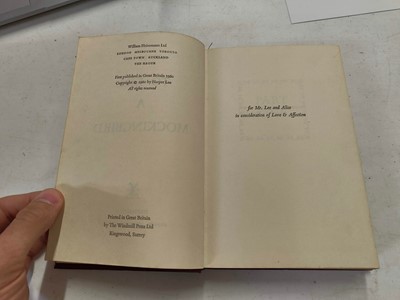 William Heinemann Ltd
LONDON MELBOURNE TORONTO
CAPE TOWN AUCKLAND
THE HAGUE
First published in Great Britain 1960
Copyright © 1960 by Harper Lee
All rights reserved
MOCKINGBIRD
Printed in Great Britain
by The Windmill Press Ltd
Kingswood, Surrey
for Mr. Lee and Alice
in consideration of Love & Affection